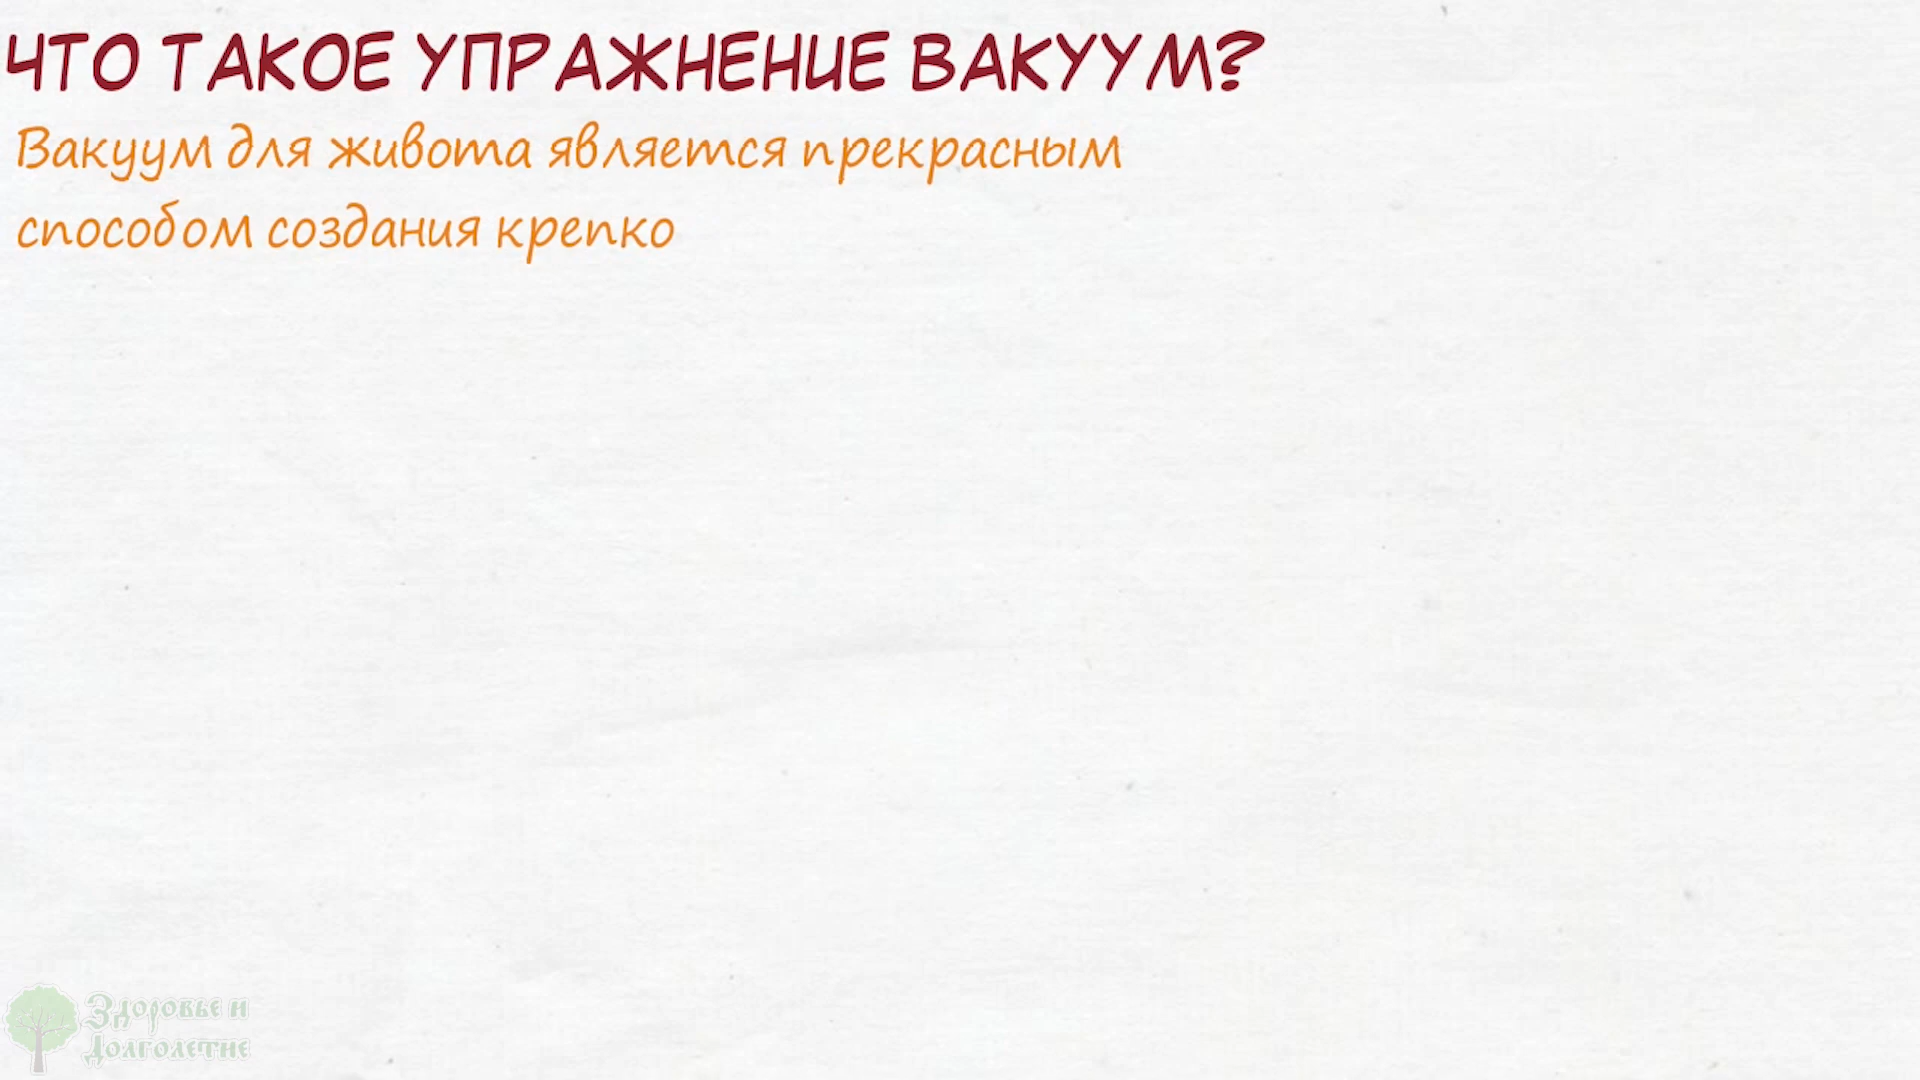 ЧТО ТАКОЕ УПРАЖНЕНИЕ ВАКУУМ?
Вакуум для живота является прекрасным
способом создания крепко
Здоровье и
Долголетие